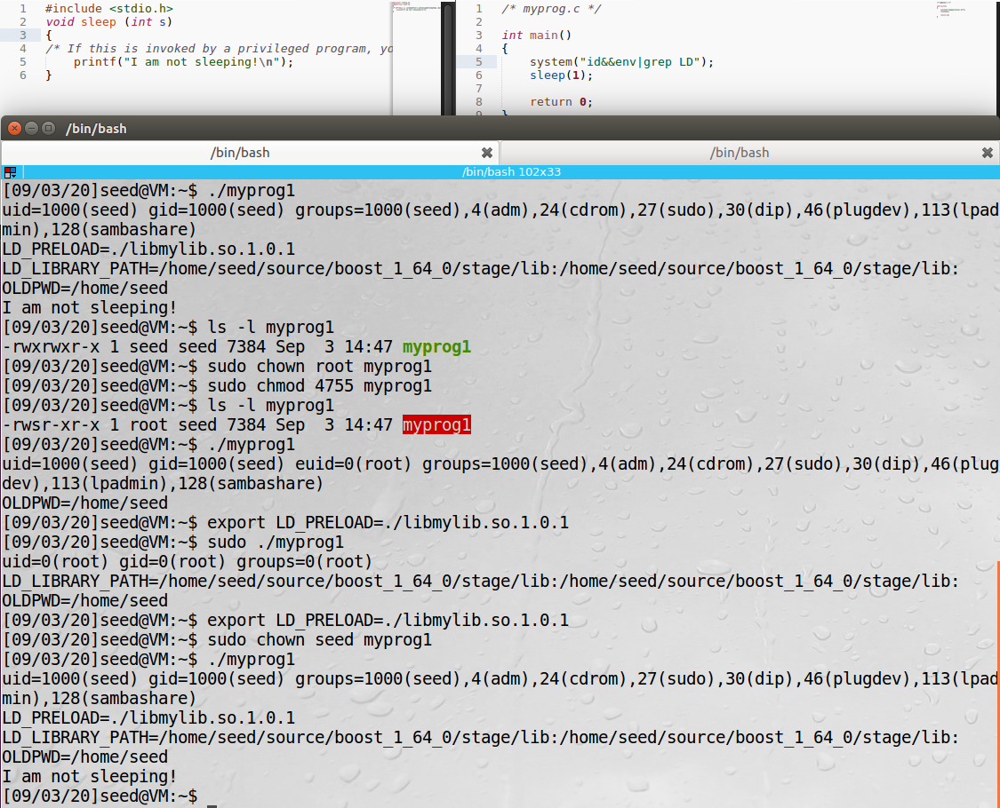 1 #include <stdio.h>
2 void sleep (int s)
3 {
4 /* If this is invoked by a privileged program, yo
5 printf("I am not sleeping!\n");
6 }
1 /* myprog.c */
2
3 int main()
4 {
5 system("id&&env|grep LD");
6 sleep(1);
7
8 return 0;
9 }
/bin/bash
/bin/bash
/bin/bash
/bin/bash 102x33
[09/03/20]seed@VM:~$ ./myprog1
uid=1000(seed) gid=1000(seed) groups=1000(seed),4(adm),24(cdrom),27(sudo),30(dip),46(plugdev),113(lpad
min),128(sambashare)
LD_PRELOAD=./libmylib.so.1.0.1
LD_LIBRARY_PATH=/home/seed/source/boost_1_64_0/stage/lib:/home/seed/source/boost_1_64_0/stage/lib:
OLDPWD=/home/seed
I am not sleeping!
[09/03/20]seed@VM:~$ ls -l myprog1
-rwxrwxr-x 1 seed seed 7384 Sep  3 14:47 myprog1
[09/03/20]seed@VM:~$ sudo chown root myprog1
[09/03/20]seed@VM:~$ sudo chmod 4755 myprog1
[09/03/20]seed@VM:~$ ls -l myprog1
-rwsr-xr-x 1 root seed 7384 Sep  3 14:47 myprog1
[09/03/20]seed@VM:~$ ./myprog1
uid=1000(seed) gid=1000(seed) euid=0(root) groups=1000(seed),4(adm),24(cdrom),27(sudo),30(dip),46(plug
dev),113(lpadmin),128(sambashare)
OLDPWD=/home/seed
[09/03/20]seed@VM:~$ export LD_PRELOAD=./libmylib.so.1.0.1
[09/03/20]seed@VM:~$ sudo ./myprog1
uid=0(root) gid=0(root) groups=0(root)
LD_LIBRARY_PATH=/home/seed/source/boost_1_64_0/stage/lib:/home/seed/source/boost_1_64_0/stage/lib:
OLDPWD=/home/seed
[09/03/20]seed@VM:~$ export LD_PRELOAD=./libmylib.so.1.0.1
[09/03/20]seed@VM:~$ sudo chown seed myprog1
[09/03/20]seed@VM:~$ ./myprog1
uid=1000(seed) gid=1000(seed) groups=1000(seed),4(adm),24(cdrom),27(sudo),30(dip),46(plugdev),113(lpad
min),128(sambashare)
LD_PRELOAD=./libmylib.so.1.0.1
LD_LIBRARY_PATH=/home/seed/source/boost_1_64_0/stage/lib:/home/seed/source/boost_1_64_0/stage/lib:
OLDPWD=/home/seed
I am not sleeping!
[09/03/20]seed@VM:~$